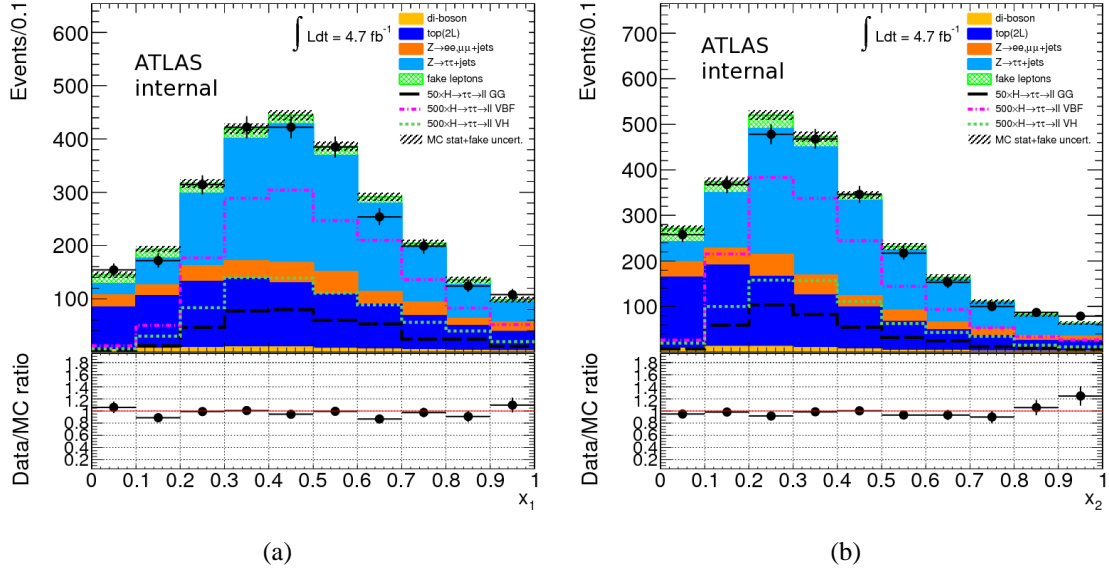 Events/0.1
600
500
400
300
200
100
ATLAS
internal
∫ Ldt = 4.7 fb⁻¹
di-boson
top(2L)
Z→ee,μμ+jets
Z→ττ+jets
fake leptons
50×H→ττ→ll GG
500×H→ττ→ll VBF
500×H→ττ→ll VH
MC stat+fake uncert.
Data/MC ratio
1.8
1.6
1.4
1.2
1
0.8
0.6
0.4
0.2
0 0.1 0.2 0.3 0.4 0.5 0.6 0.7 0.8 0.9 1
x₁
(a)
Events/0.1
700
600
500
400
300
200
100
ATLAS
internal
∫ Ldt = 4.7 fb⁻¹
di-boson
top(2L)
Z→ee,μμ+jets
Z→ττ+jets
fake leptons
50×H→ττ→ll GG
500×H→ττ→ll VBF
500×H→ττ→ll VH
MC stat+fake uncert.
Data/MC ratio
1.8
1.6
1.4
1.2
1
0.8
0.6
0.4
0.2
0 0.1 0.2 0.3 0.4 0.5 0.6 0.7 0.8 0.9 1
x₂
(b)